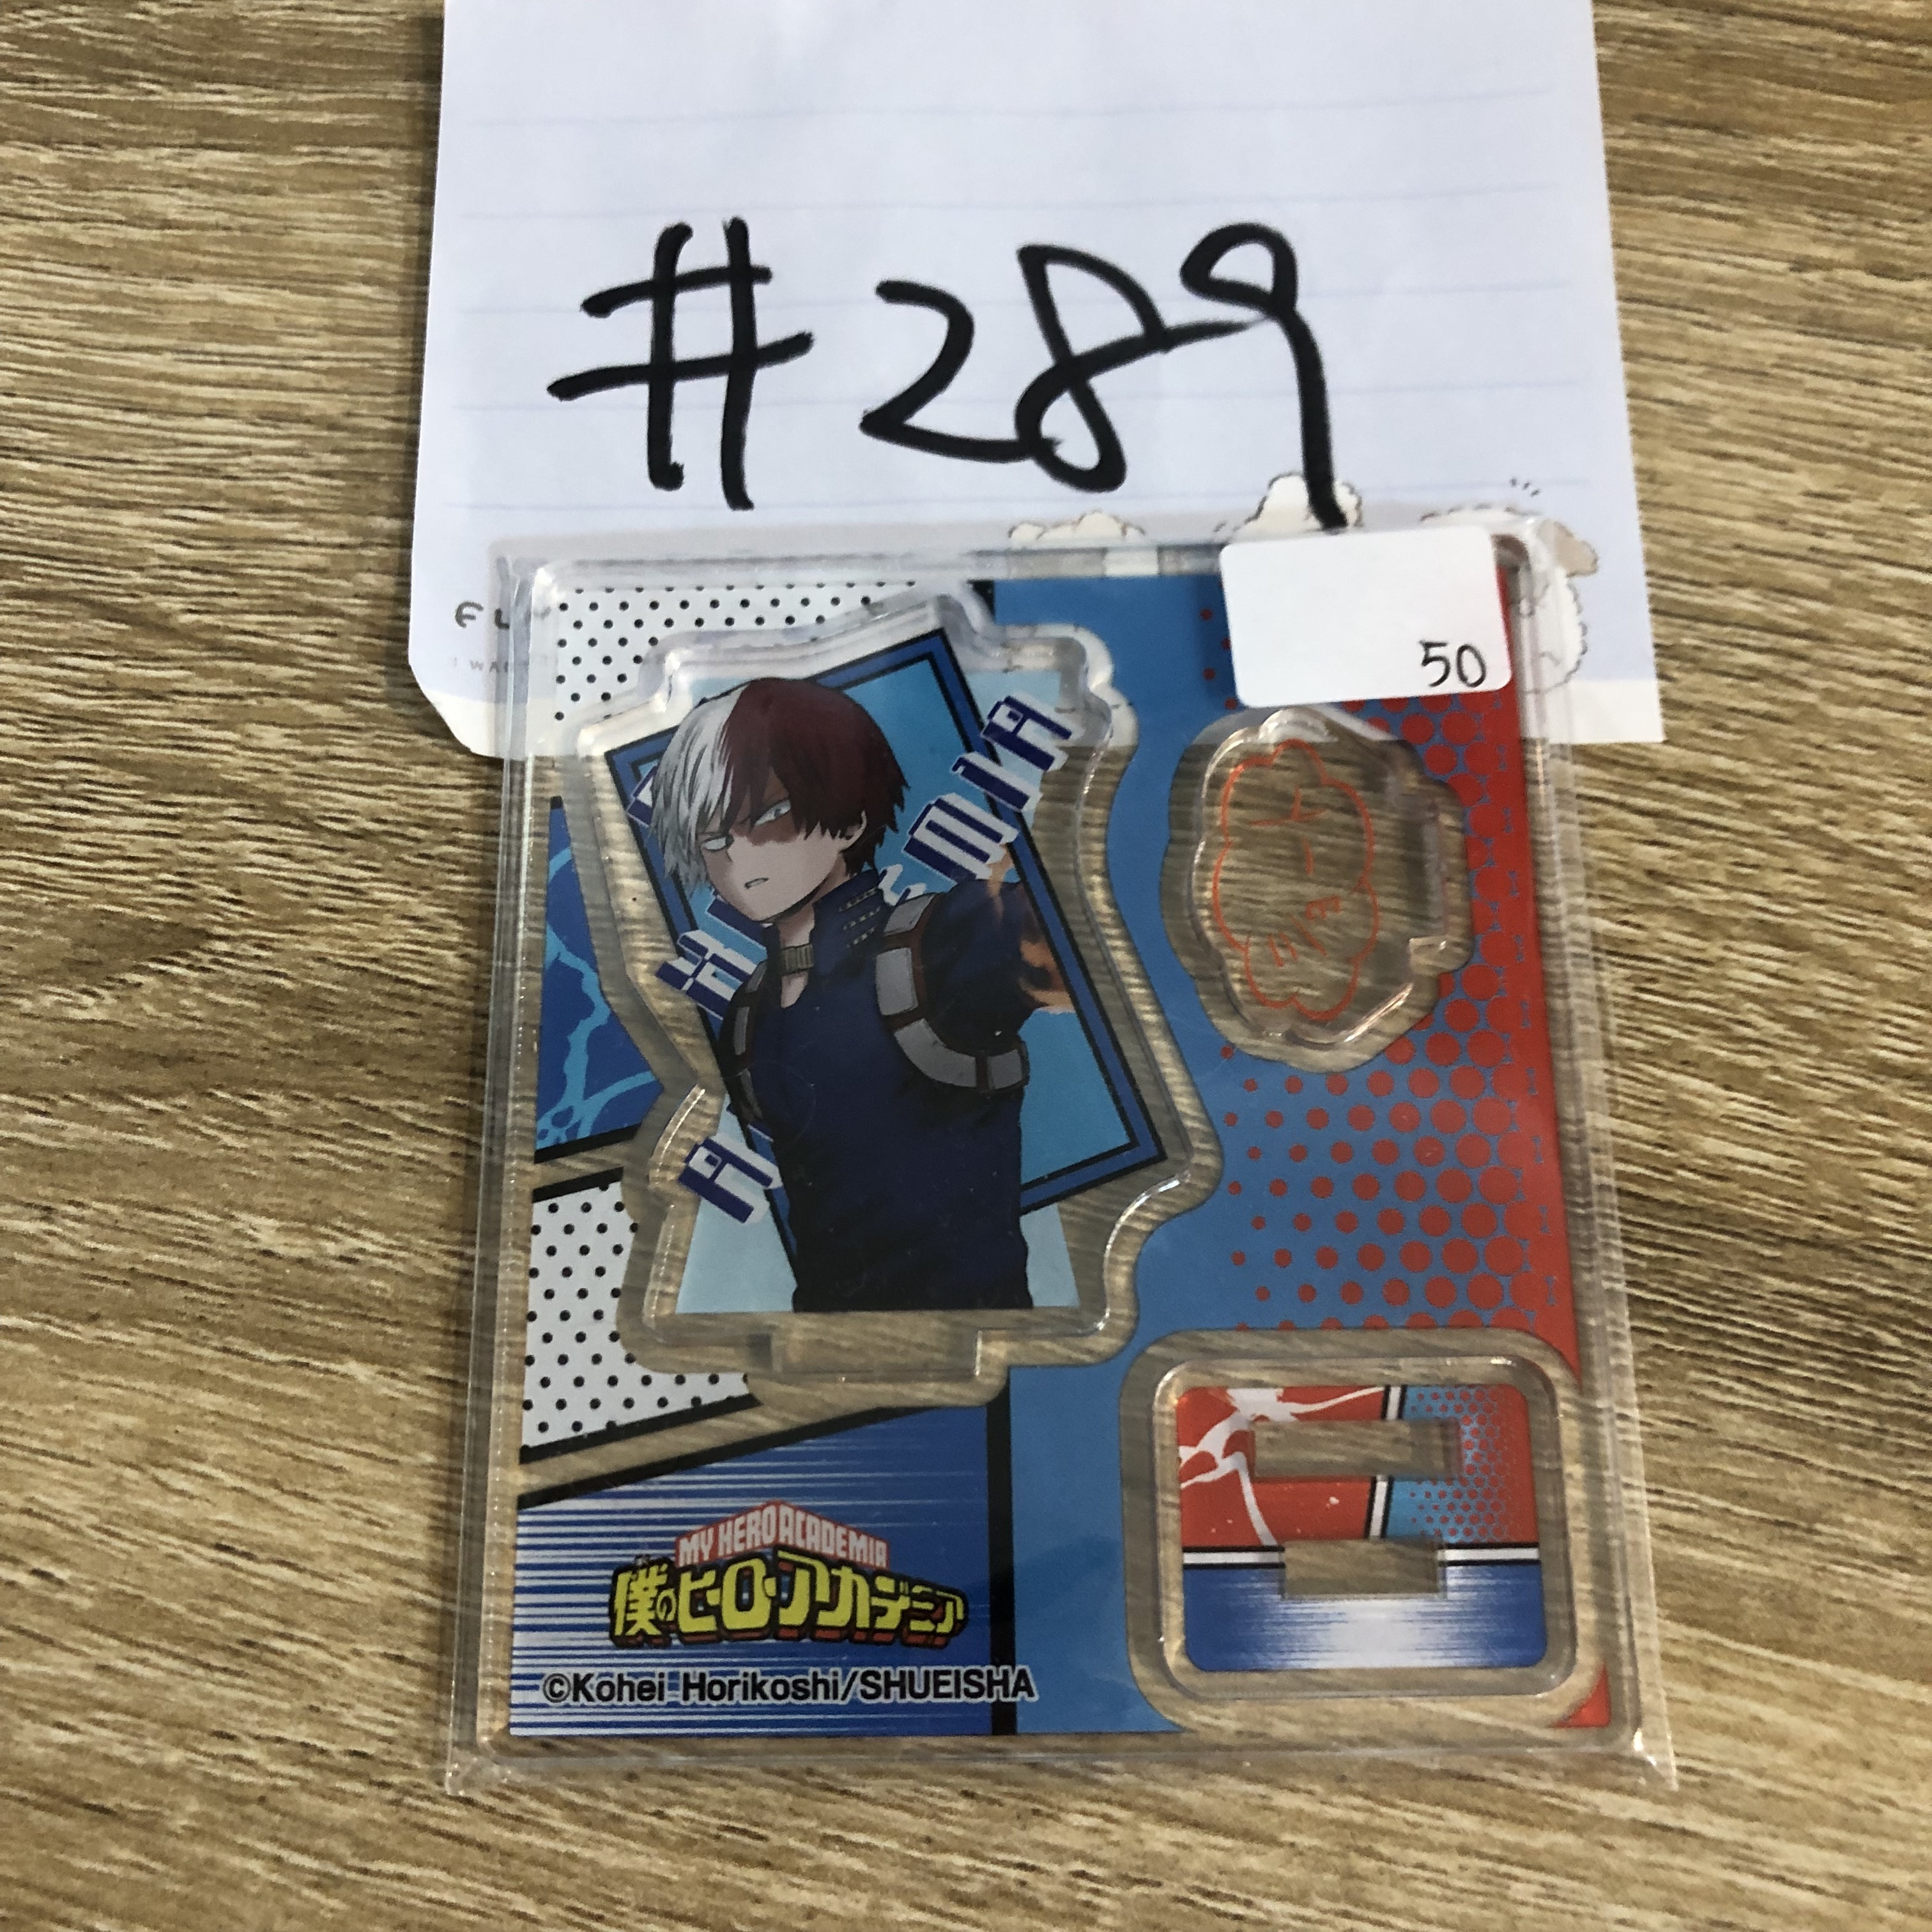 #289
50
MY HERO ACADEMIA
僕のヒーローアカデミア
©Kohei Horikoshi/SHUEISHA